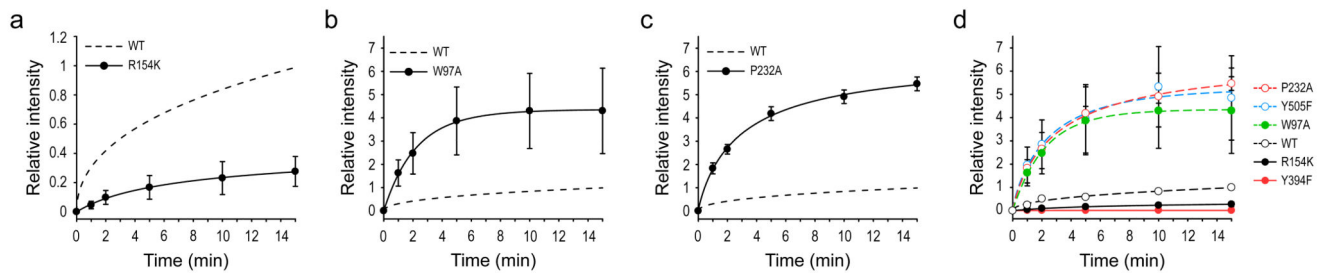 a
WT
R154K
Relative intensity
1.2
1
0.8
0.6
0.4
0.2
0
0 2 4 6 8 10 12 14
Time (min)
b
WT
W97A
Relative intensity
7
6
5
4
3
2
1
0
0 2 4 6 8 10 12 14
Time (min)
c
WT
P232A
Relative intensity
7
6
5
4
3
2
1
0
0 2 4 6 8 10 12 14
Time (min)
d
Relative intensity
7
6
5
4
3
2
1
0
0 2 4 6 8 10 12 14
Time (min)
P232A
Y505F
W97A
WT
R154K
Y394F